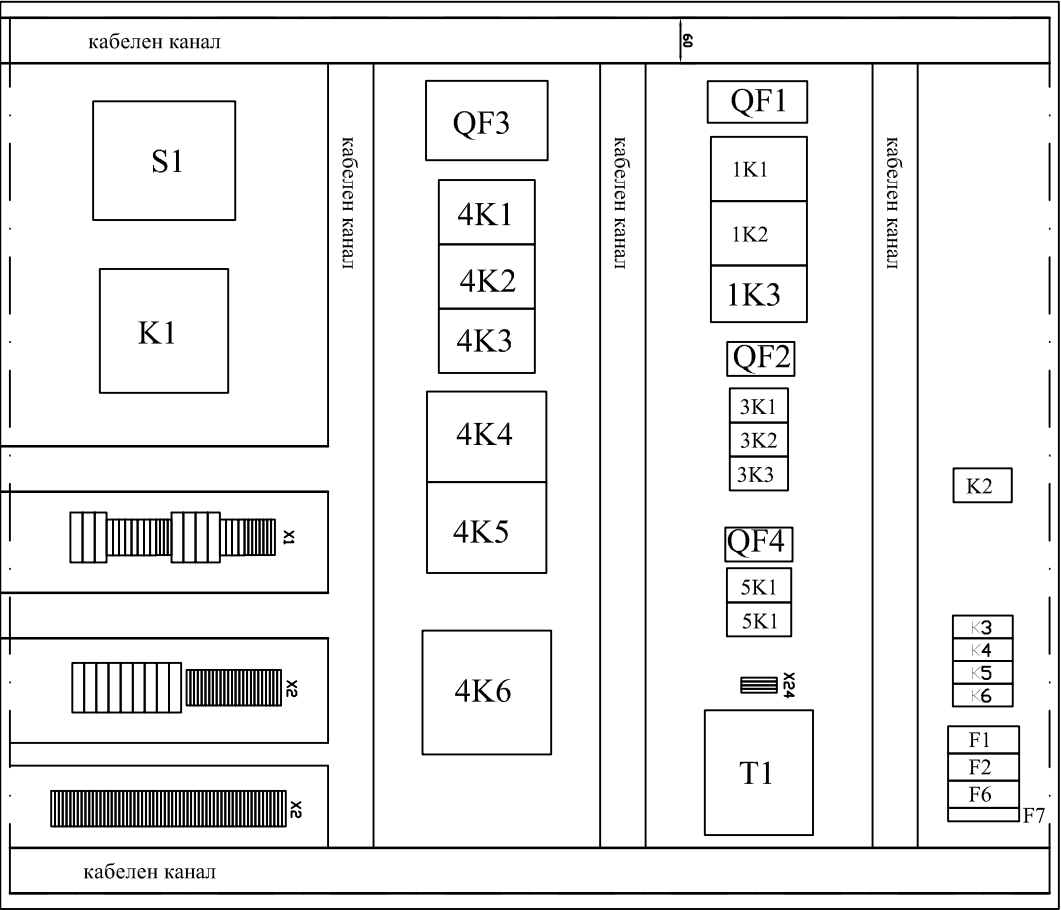 кабелен канал
60
S1
K1
X1
X2
X2
кабелен канал
QF3
4K1
4K2
4K3
4K4
4K5
4K6
кабелен канал
QF1
1K1
1K2
1K3
QF2
3K1
3K2
3K3
QF4
5K1
5K1
X24
T1
кабелен канал
K2
K3
K4
K5
K6
F1
F2
F6
F7
кабелен канал